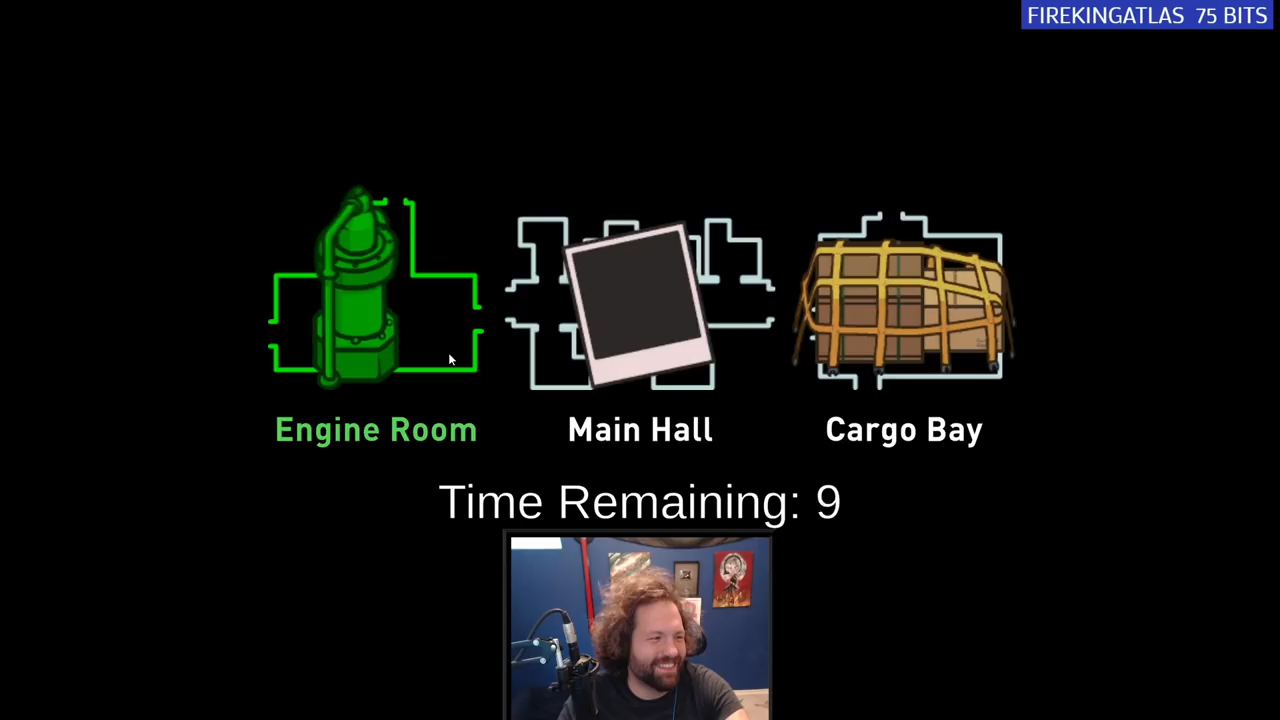 FIREKINGATLAS 75 BITS
Engine Room
Main Hall
Cargo Bay
Time Remaining: 9